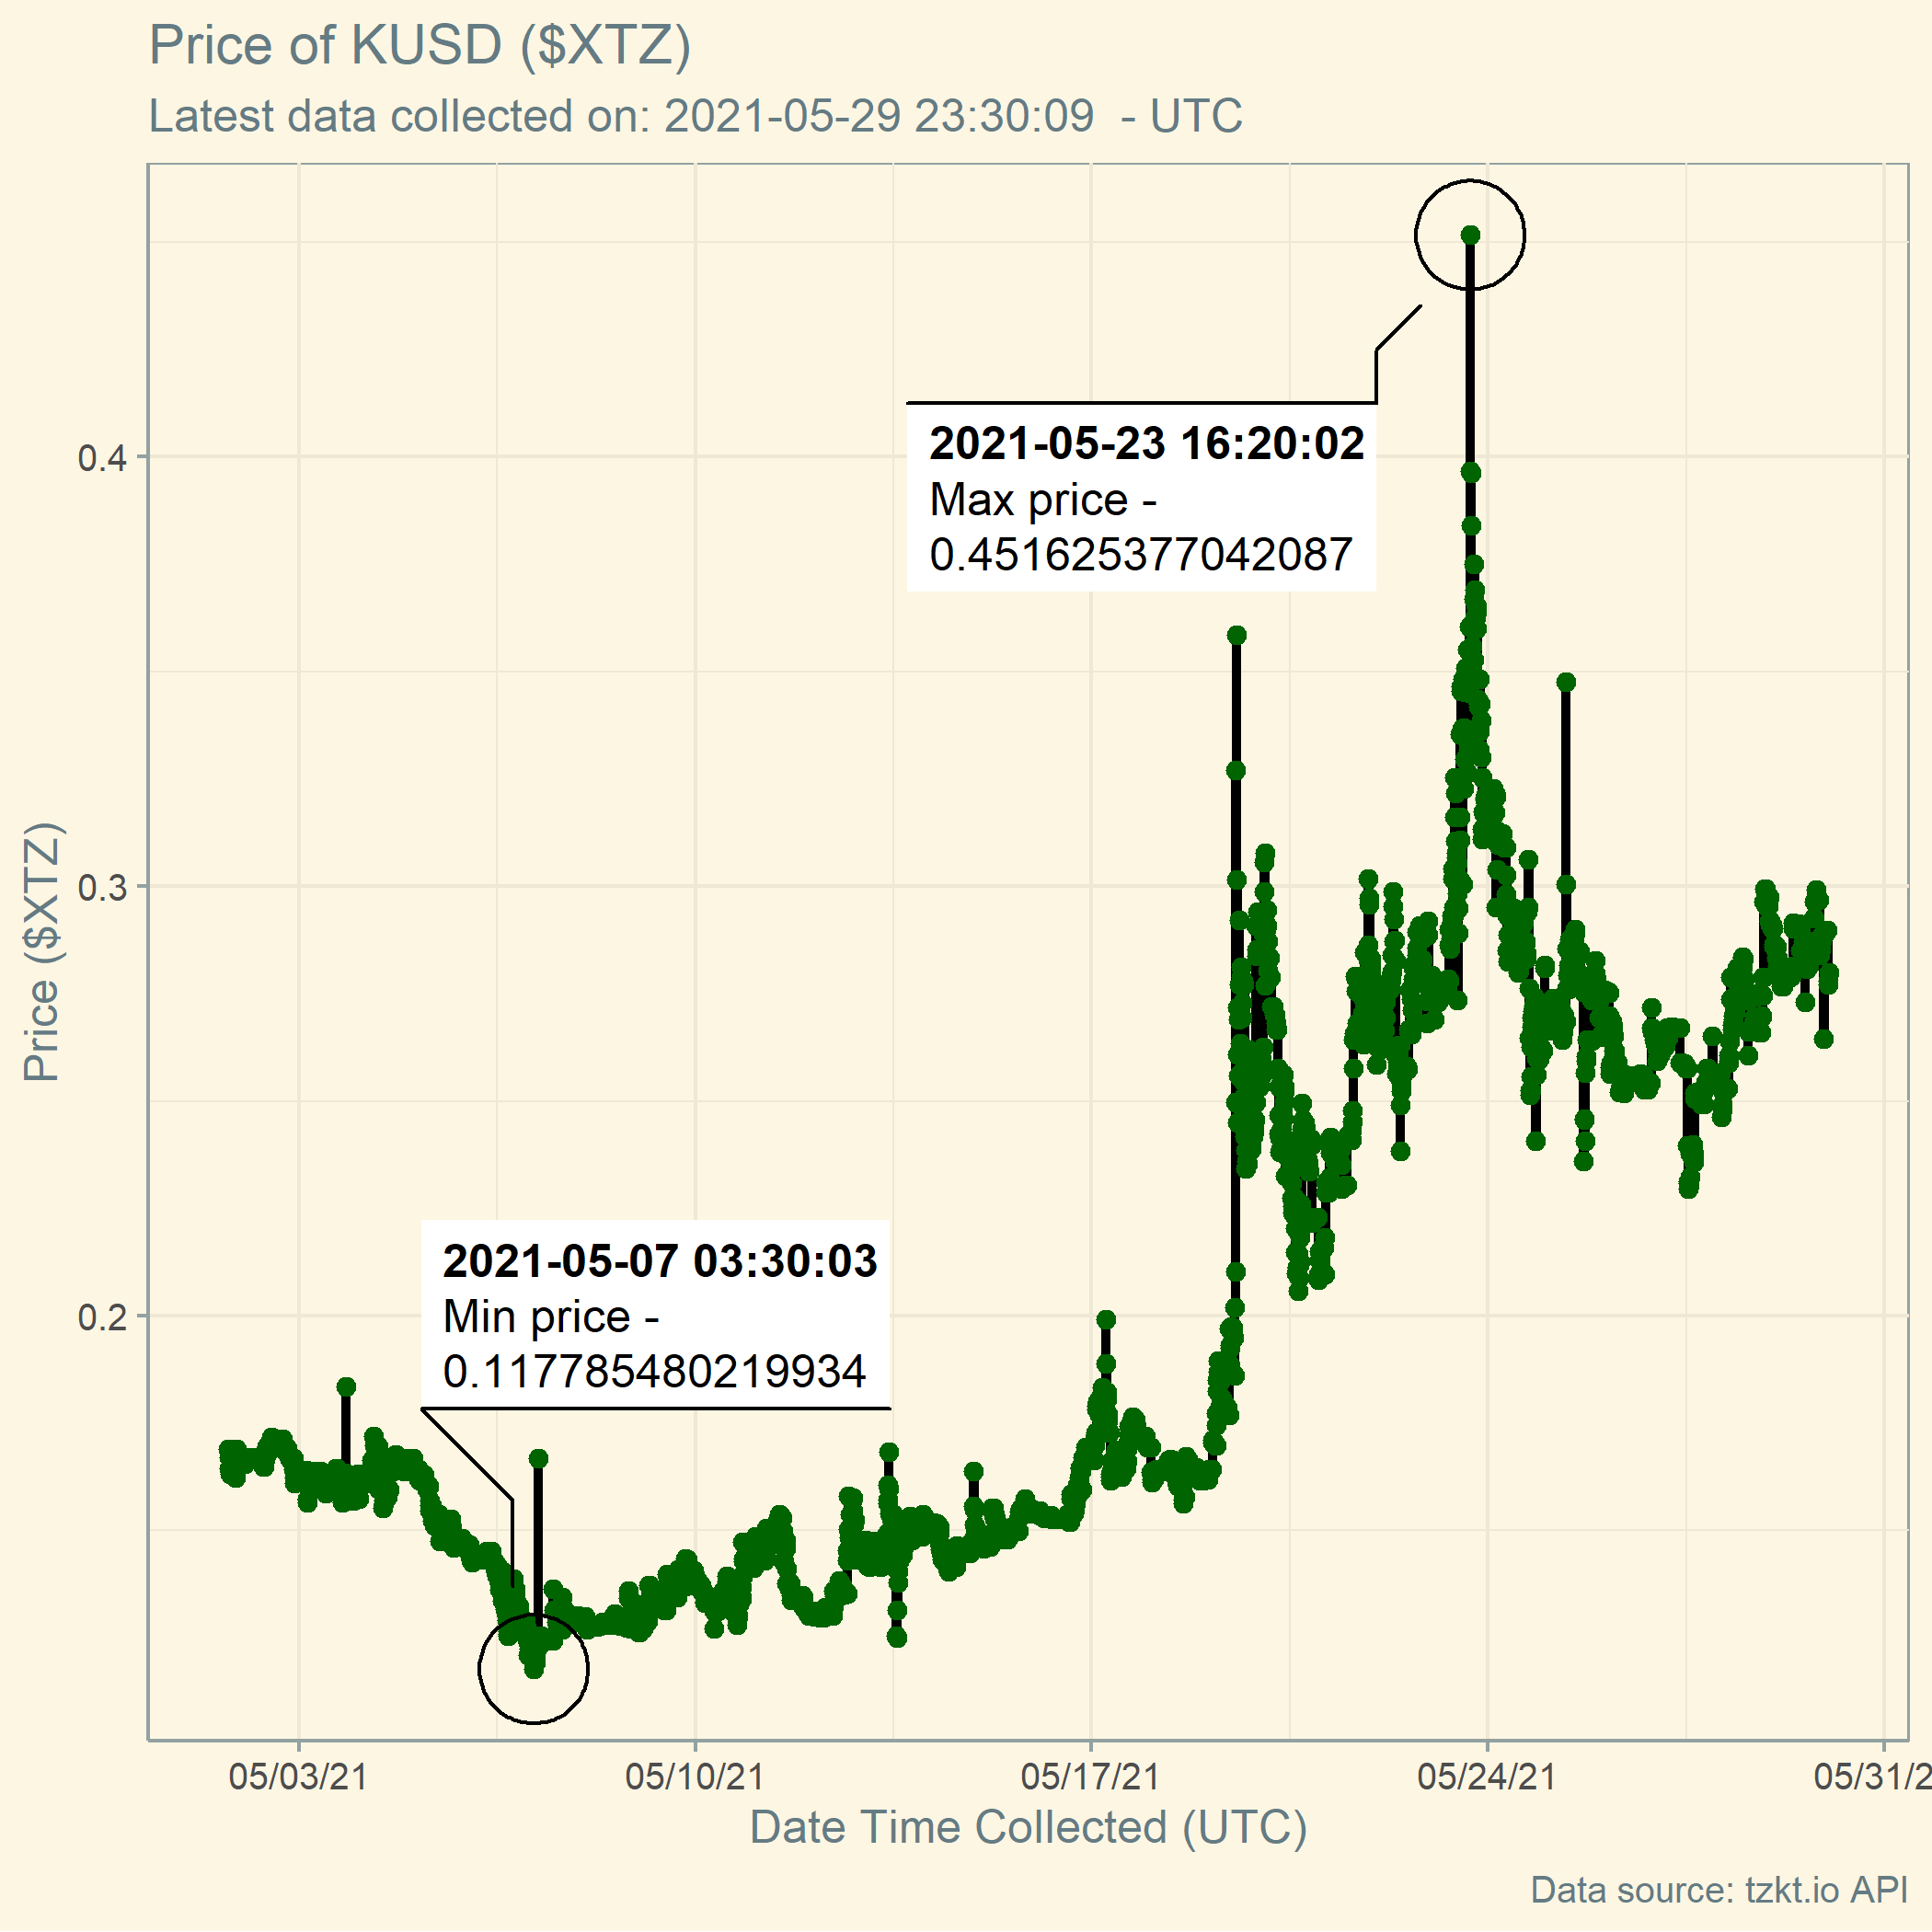 Price of KUSD ($XTZ)
Latest data collected on: 2021-05-29 23:30:09  - UTC
2021-05-23 16:20:02
Max price -
0.451625377042087
0.4
0.3
0.2
Price ($XTZ)
2021-05-07 03:30:03
Min price -
0.117785480219934
05/03/21 05/10/21 05/17/21 05/24/21 05/31/2
Date Time Collected (UTC)
Data source: tzkt.io API